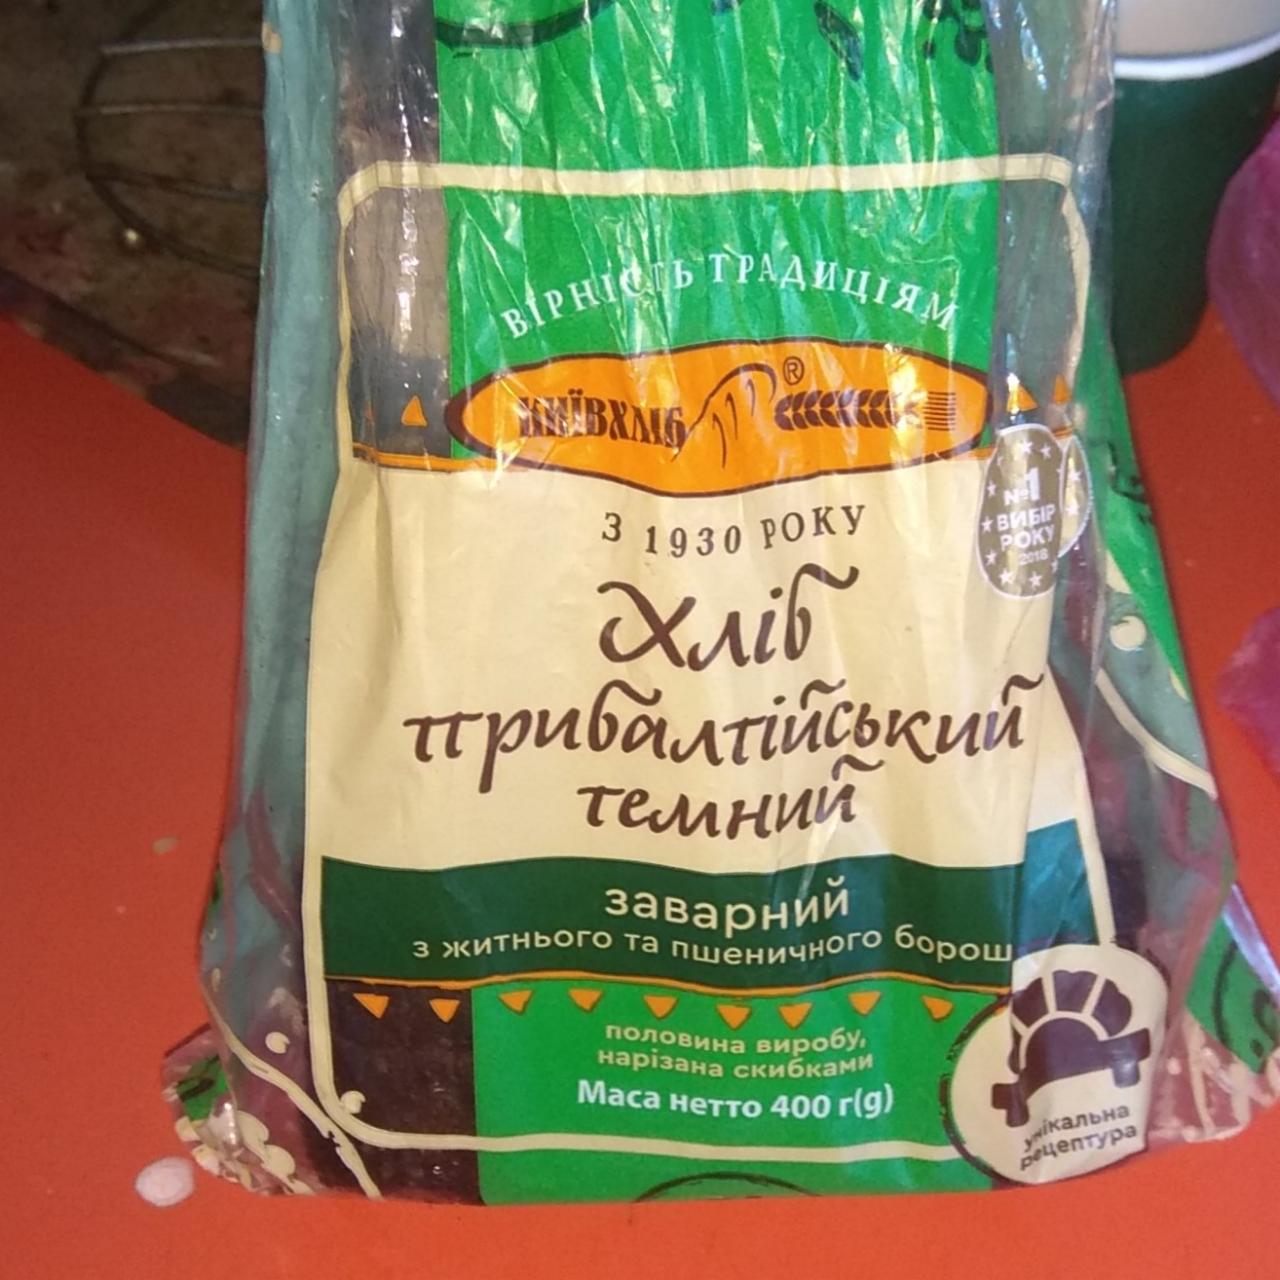 ВІРНІСТЬ ТРАДИЦІЯМ
КИЇВХЛІБ ®
З 1930 РОКУ
№1
ВИБІР
РОКУ
2018
Хліб
прибалтійський
темний
заварний
з житнього та пшеничного борош
половина виробу,
нарізана скибками
Маса нетто 400 г(g)
унікальна
рецептура